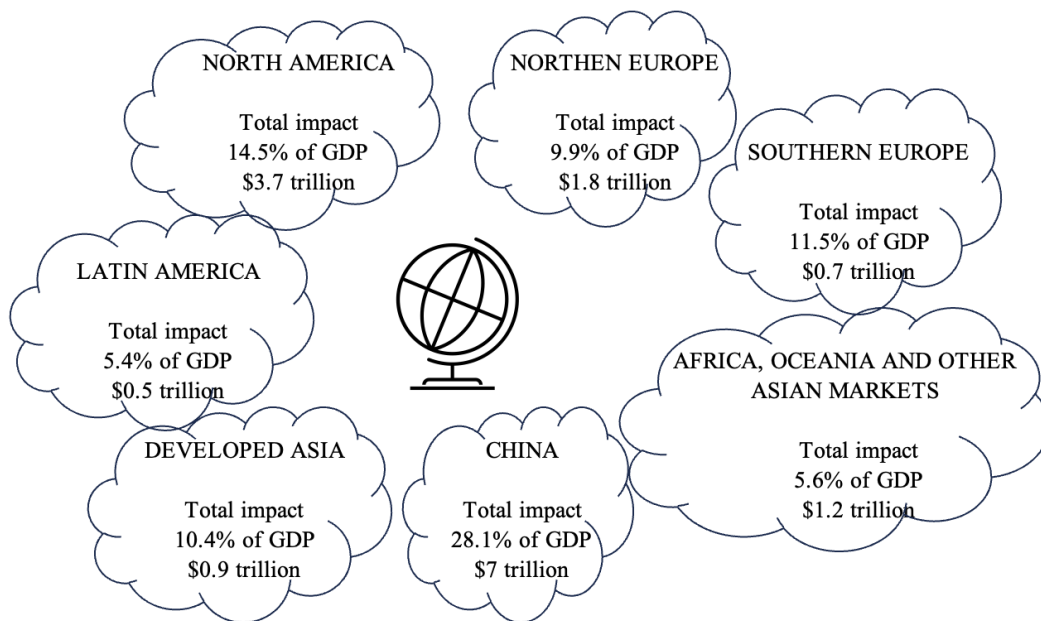 NORTH AMERICA
Total impact
14.5% of GDP
$3.7 trillion
NORTHEN EUROPE
Total impact
9.9% of GDP
$1.8 trillion
SOUTHERN EUROPE
Total impact
11.5% of GDP
$0.7 trillion
LATIN AMERICA
Total impact
5.4% of GDP
$0.5 trillion
AFRICA, OCEANIA AND OTHER
ASIAN MARKETS
Total impact
5.6% of GDP
$1.2 trillion
DEVELOPED ASIA
Total impact
10.4% of GDP
$0.9 trillion
CHINA
Total impact
28.1% of GDP
$7 trillion